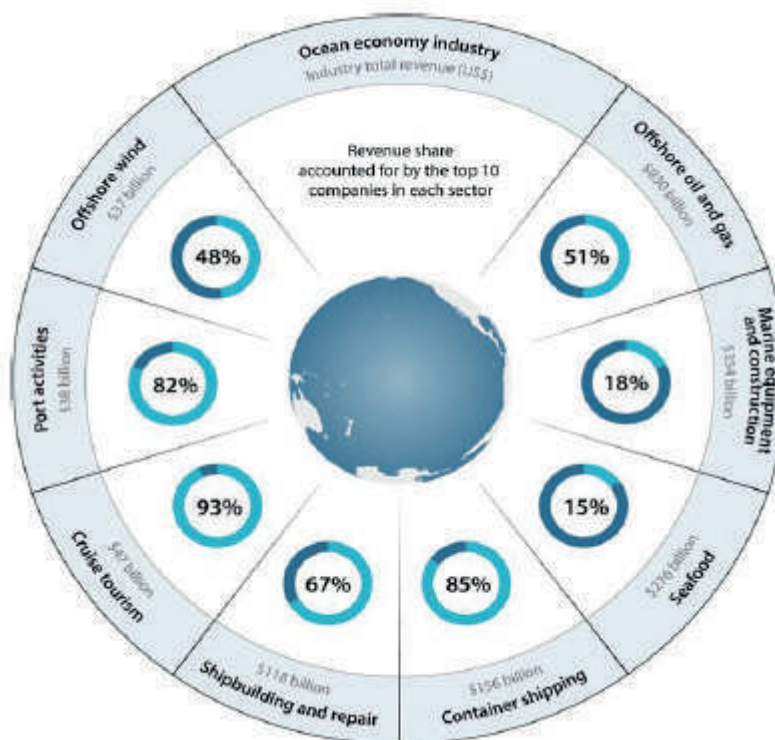 Ocean economy industry
Industry total revenue (US$)
Revenue share
accounted for by the top 10
companies in each sector
Offshore oil and gas
$830 billion
51%
Marine equipment
and construction
$354 billion
18%
Seafood
$276 billion
15%
Container shipping
$156 billion
85%
Shipbuilding and repair
$118 billion
67%
Cruise tourism
$47 billion
93%
Port activities
$38 billion
82%
Offshore wind
$37 billion
48%